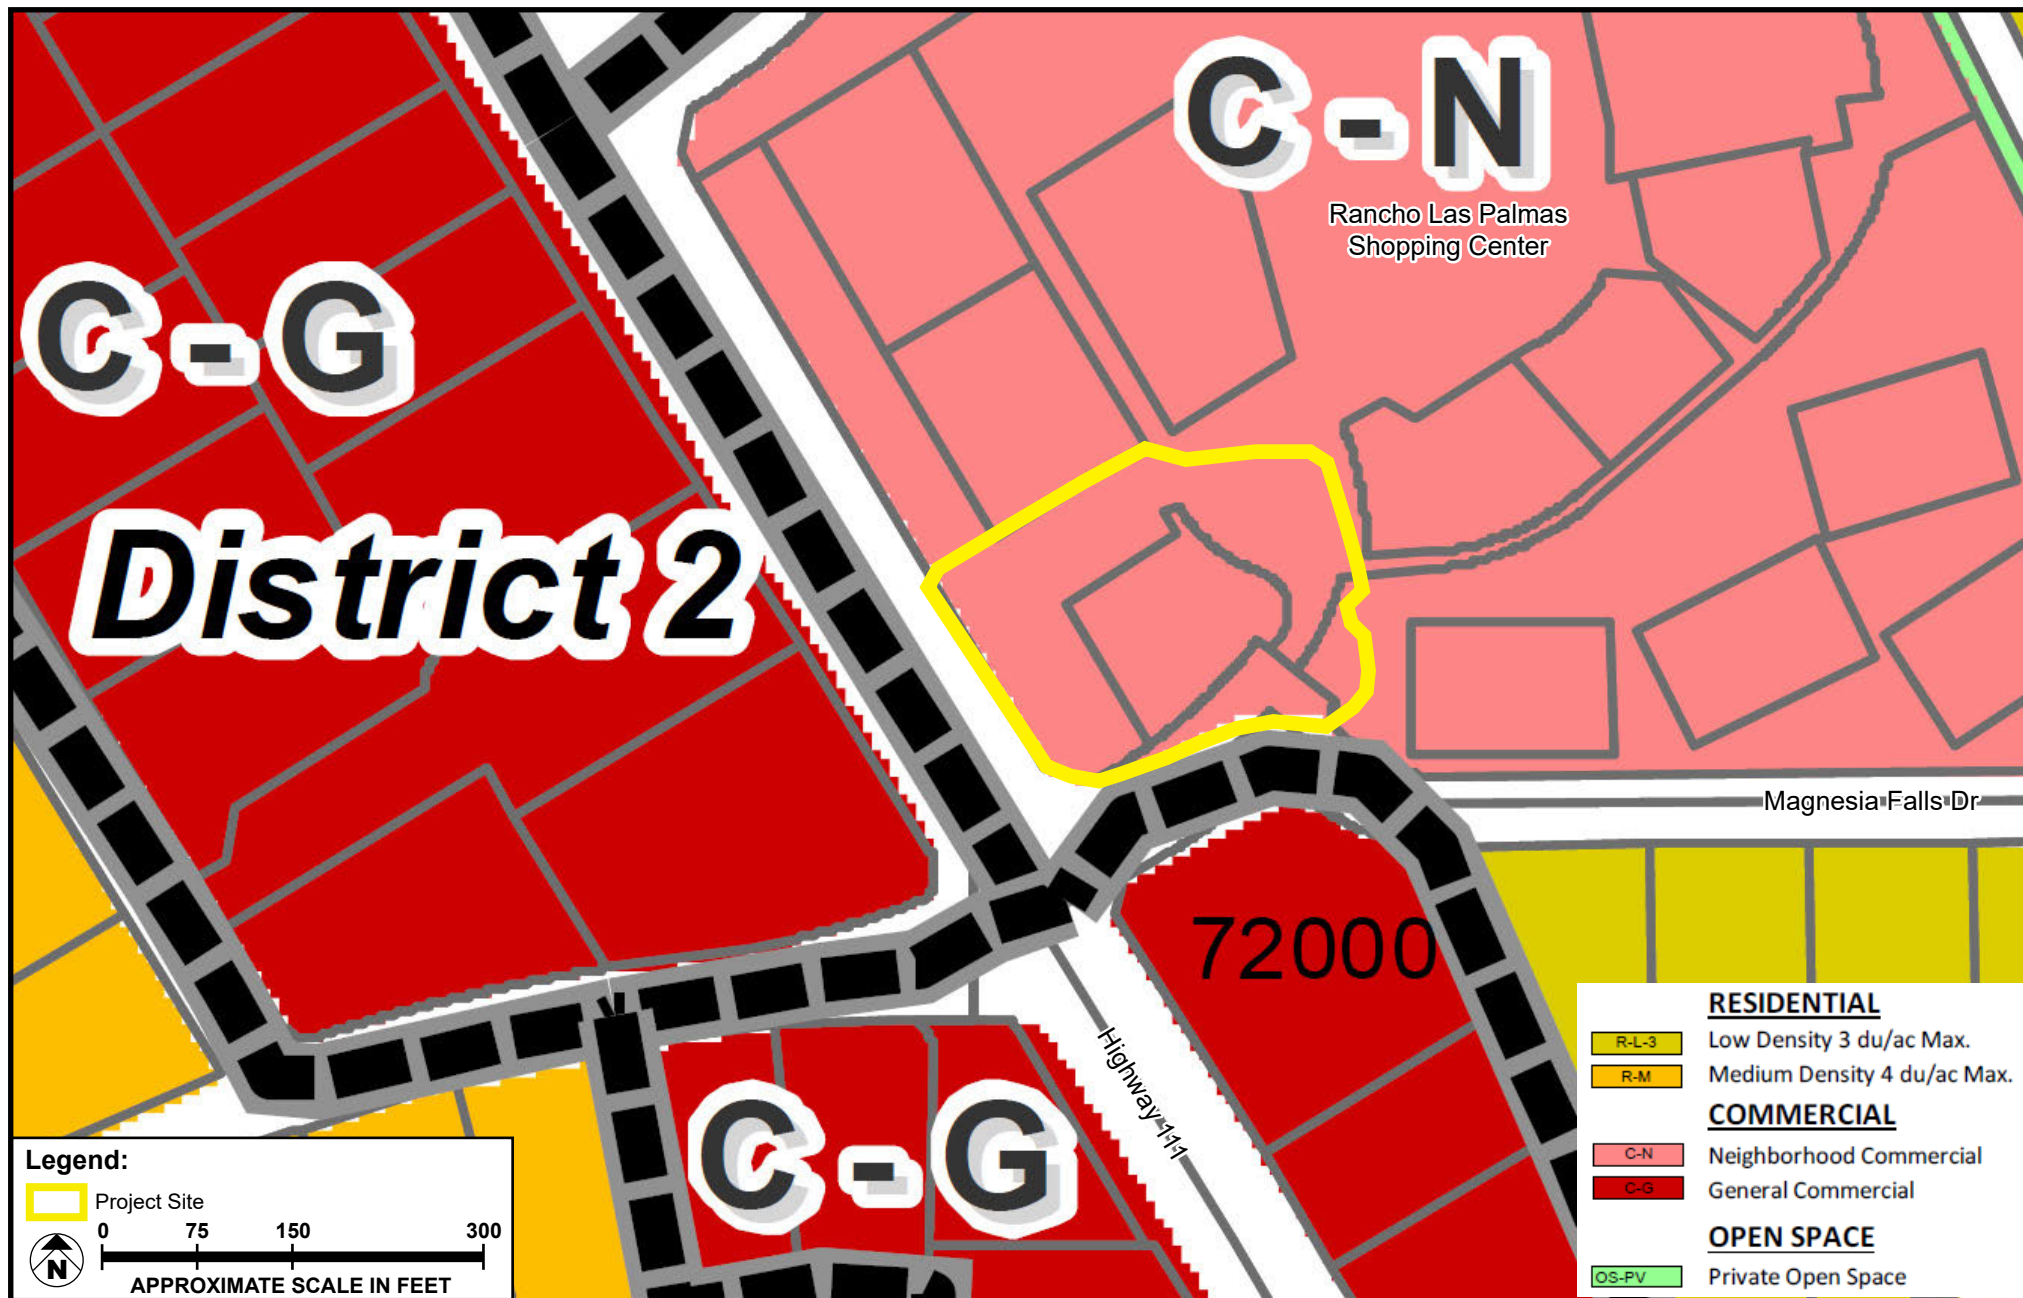 C - N
Rancho Las Palmas
Shopping Center
C - G
District 2
Magnesia Falls Dr
72000
Highway 111
C - G
RESIDENTIAL
R-L-3 Low Density 3 du/ac Max.
R-M Medium Density 4 du/ac Max.
COMMERCIAL
C-N Neighborhood Commercial
C-G General Commercial
OPEN SPACE
OS-PV Private Open Space
Legend:
Project Site
0 75 150 300
N
APPROXIMATE SCALE IN FEET